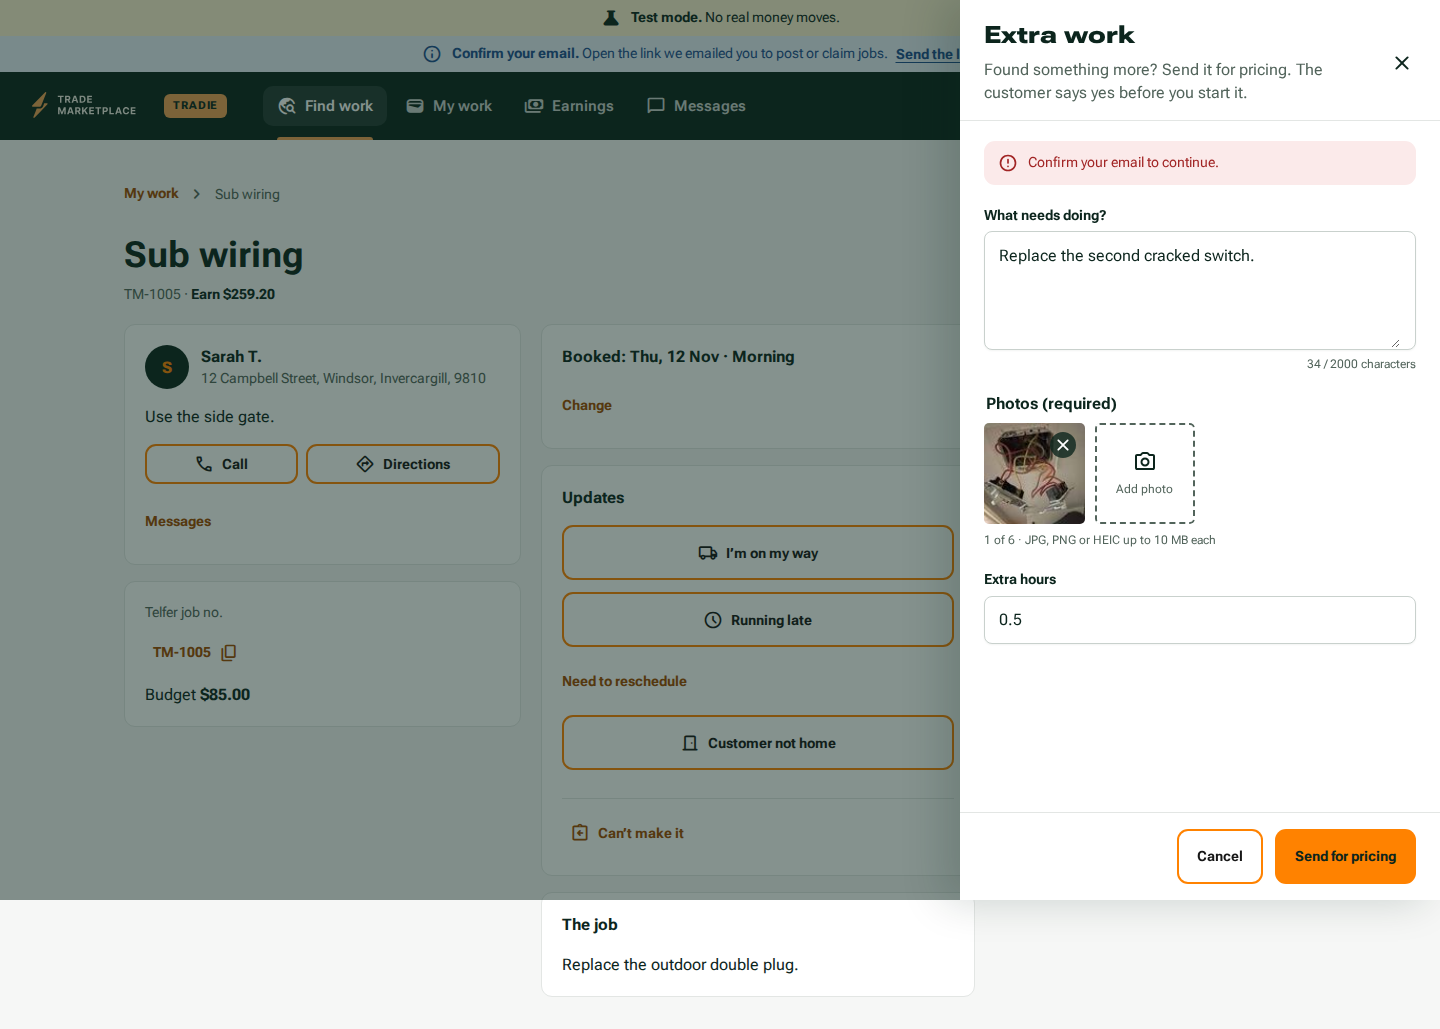 Test mode. No real money moves.
Confirm your email. Open the link we emailed you to post or claim jobs. Send the l
TRADE
MARKETPLACE
TRADIE
Find work
My work
Earnings
Messages
My work
Sub wiring
Sub wiring
TM-1005 · Earn $259.20
S
Sarah T.
12 Campbell Street, Windsor, Invercargill, 9810
Use the side gate.
Call
Directions
Messages
Telfer job no.
TM-1005
Budget $85.00
Booked: Thu, 12 Nov · Morning
Change
Updates
I’m on my way
Running late
Need to reschedule
Customer not home
Can’t make it
The job
Replace the outdoor double plug.
Extra work
Found something more? Send it for pricing. The
customer says yes before you start it.
Confirm your email to continue.
What needs doing?
Replace the second cracked switch.
34 / 2000 characters
Photos (required)
Add photo
1 of 6 · JPG, PNG or HEIC up to 10 MB each
Extra hours
0.5
Cancel
Send for pricing